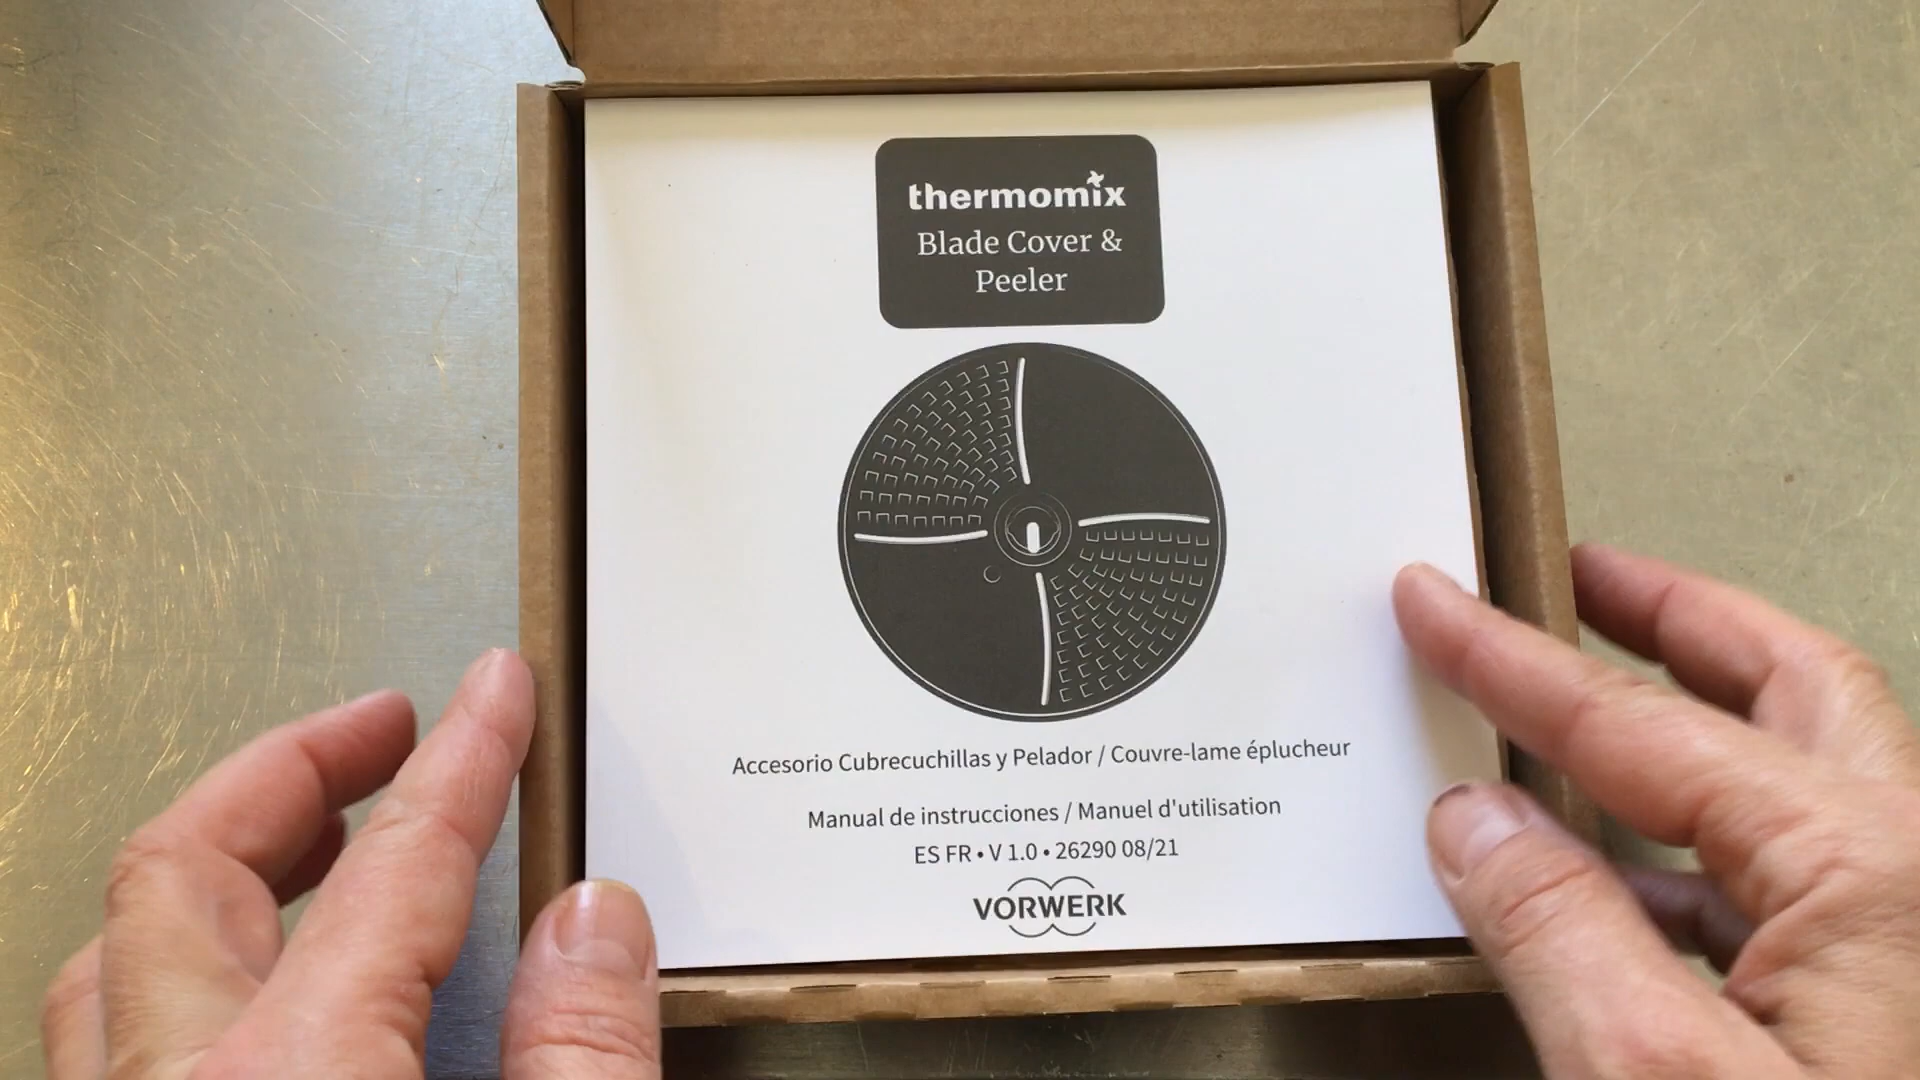 thermomix
Blade Cover &
Peeler
Accesorio Cubrecuchillas y Pelador / Couvre-lame éplucheur
Manual de instrucciones / Manuel d'utilisation
ES FR • V 1.0 • 26290 08/21
VORWERK